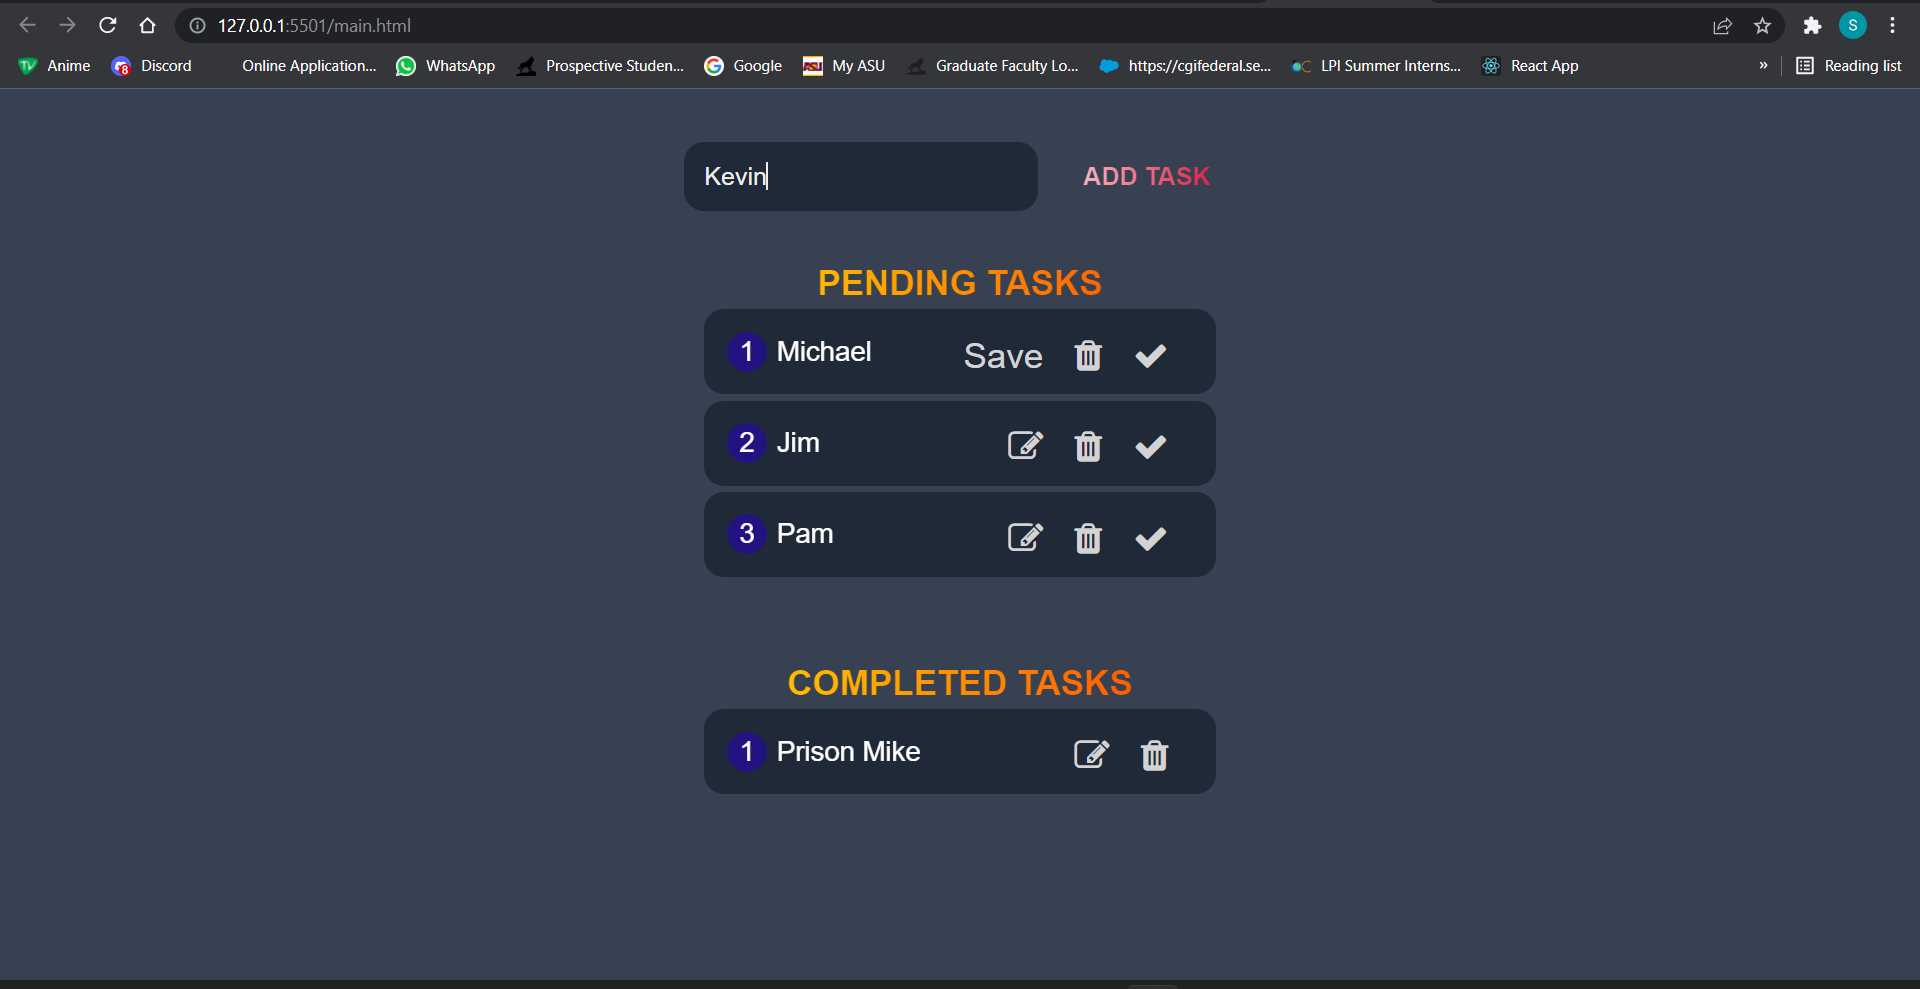 127.0.0.1:5501/main.html
S
Anime 8 Discord Online Application... WhatsApp Prospective Studen... Google ASU My ASU Graduate Faculty Lo... https://cgifederal.se... LPI Summer Interns... React App » Reading list
Kevin ADD TASK
PENDING TASKS
1 Michael Save
2 Jim
3 Pam
COMPLETED TASKS
1 Prison Mike